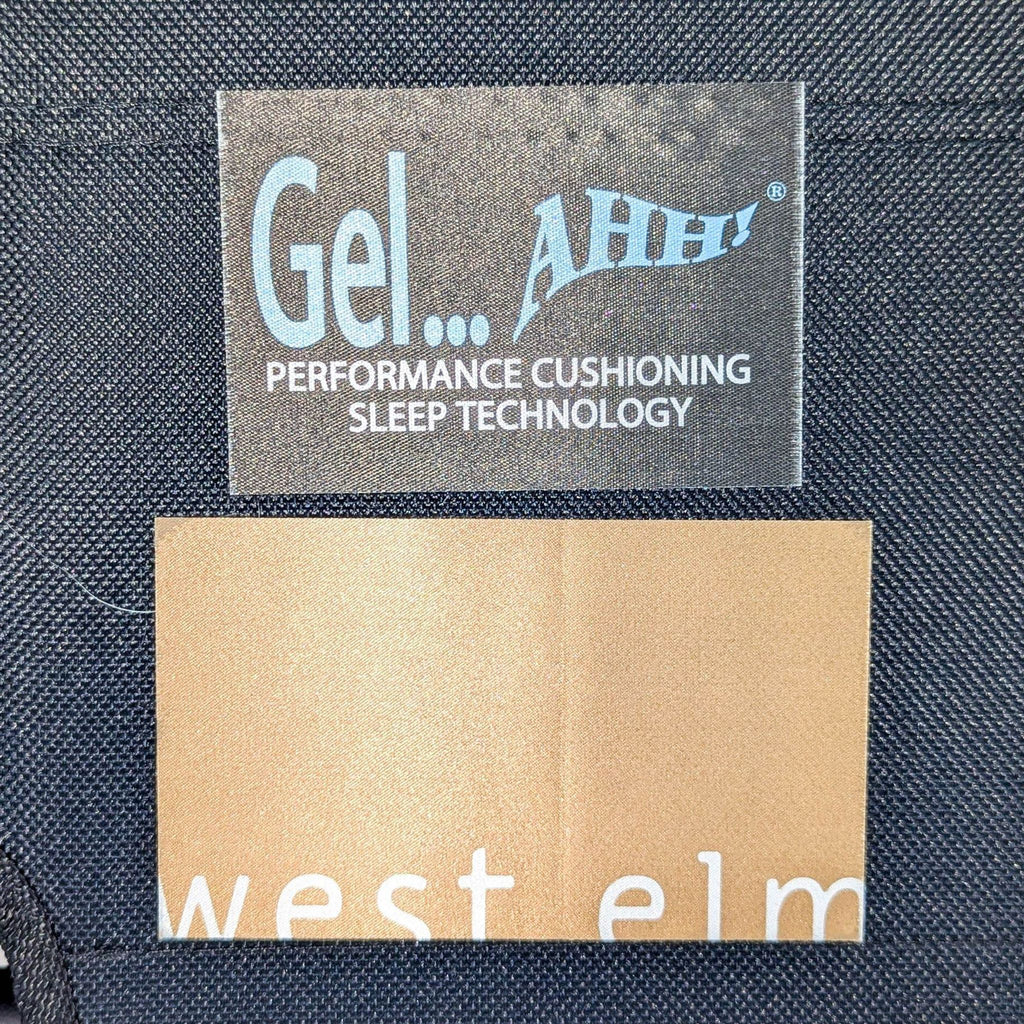 Gel... AHH!®
PERFORMANCE CUSHIONING
SLEEP TECHNOLOGY
west elm